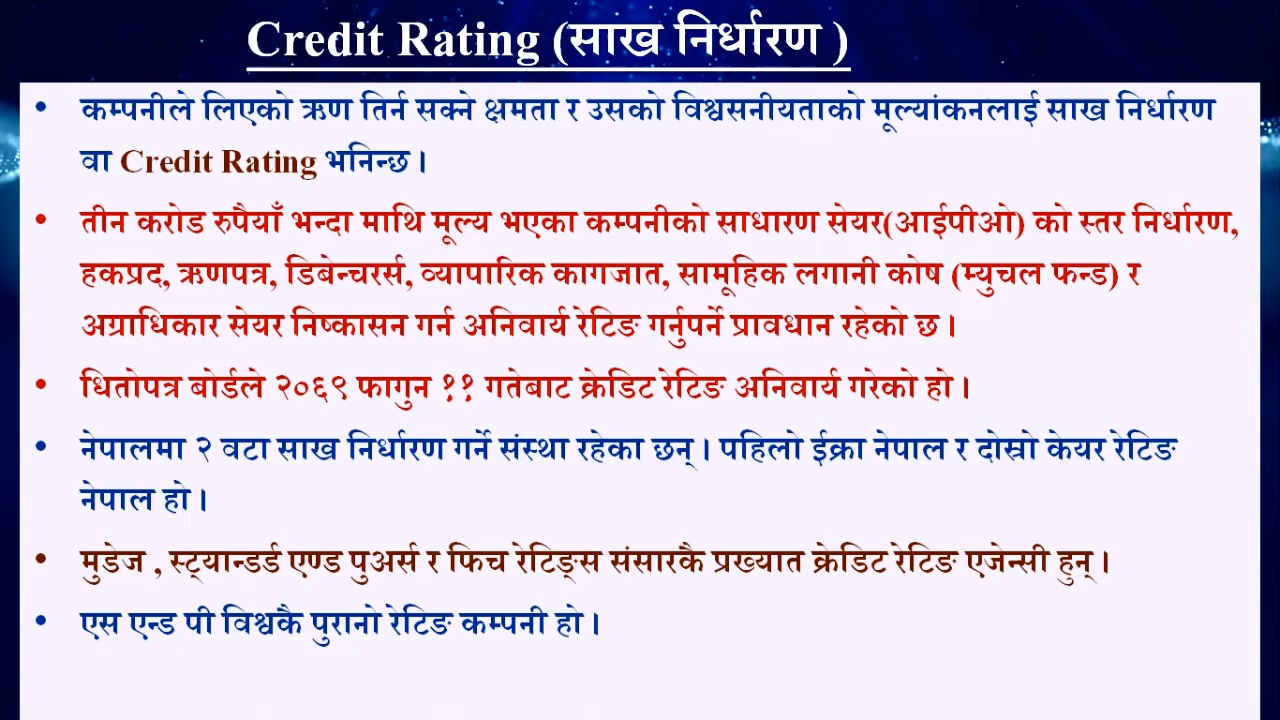 Credit Rating (साख निर्धारण )
• कम्पनीले लिएको ऋण तिर्न सक्ने क्षमता र उसको विश्वसनीयताको मूल्यांकनलाई साख निर्धारण
वा Credit Rating भनिन्छ ।
• तीन करोड रुपैयाँ भन्दा माथि मूल्य भएका कम्पनीको साधारण सेयर(आईपीओ) को स्तर निर्धारण,
हकप्रद, ऋणपत्र, डिबेन्चरर्स, व्यापारिक कागजात, सामूहिक लगानी कोष (म्युचल फन्ड) र
अग्राधिकार सेयर निष्कासन गर्न अनिवार्य रेटिङ गर्नुपर्ने प्रावधान रहेको छ ।
• धितोपत्र बोर्डले २०६९ फागुन ११ गतेबाट क्रेडिट रेटिङ अनिवार्य गरेको हो ।
• नेपालमा २ वटा साख निर्धारण गर्ने संस्था रहेका छन् । पहिलो ईक्रा नेपाल र दोस्रो केयर रेटिङ
नेपाल हो ।
• मुडेज , स्ट्यान्डर्ड एण्ड पुअर्स र फिच रेटिङ्स संसारकै प्रख्यात क्रेडिट रेटिङ एजेन्सी हुन् ।
• एस एन्ड पी विश्वकै पुरानो रेटिङ कम्पनी हो ।